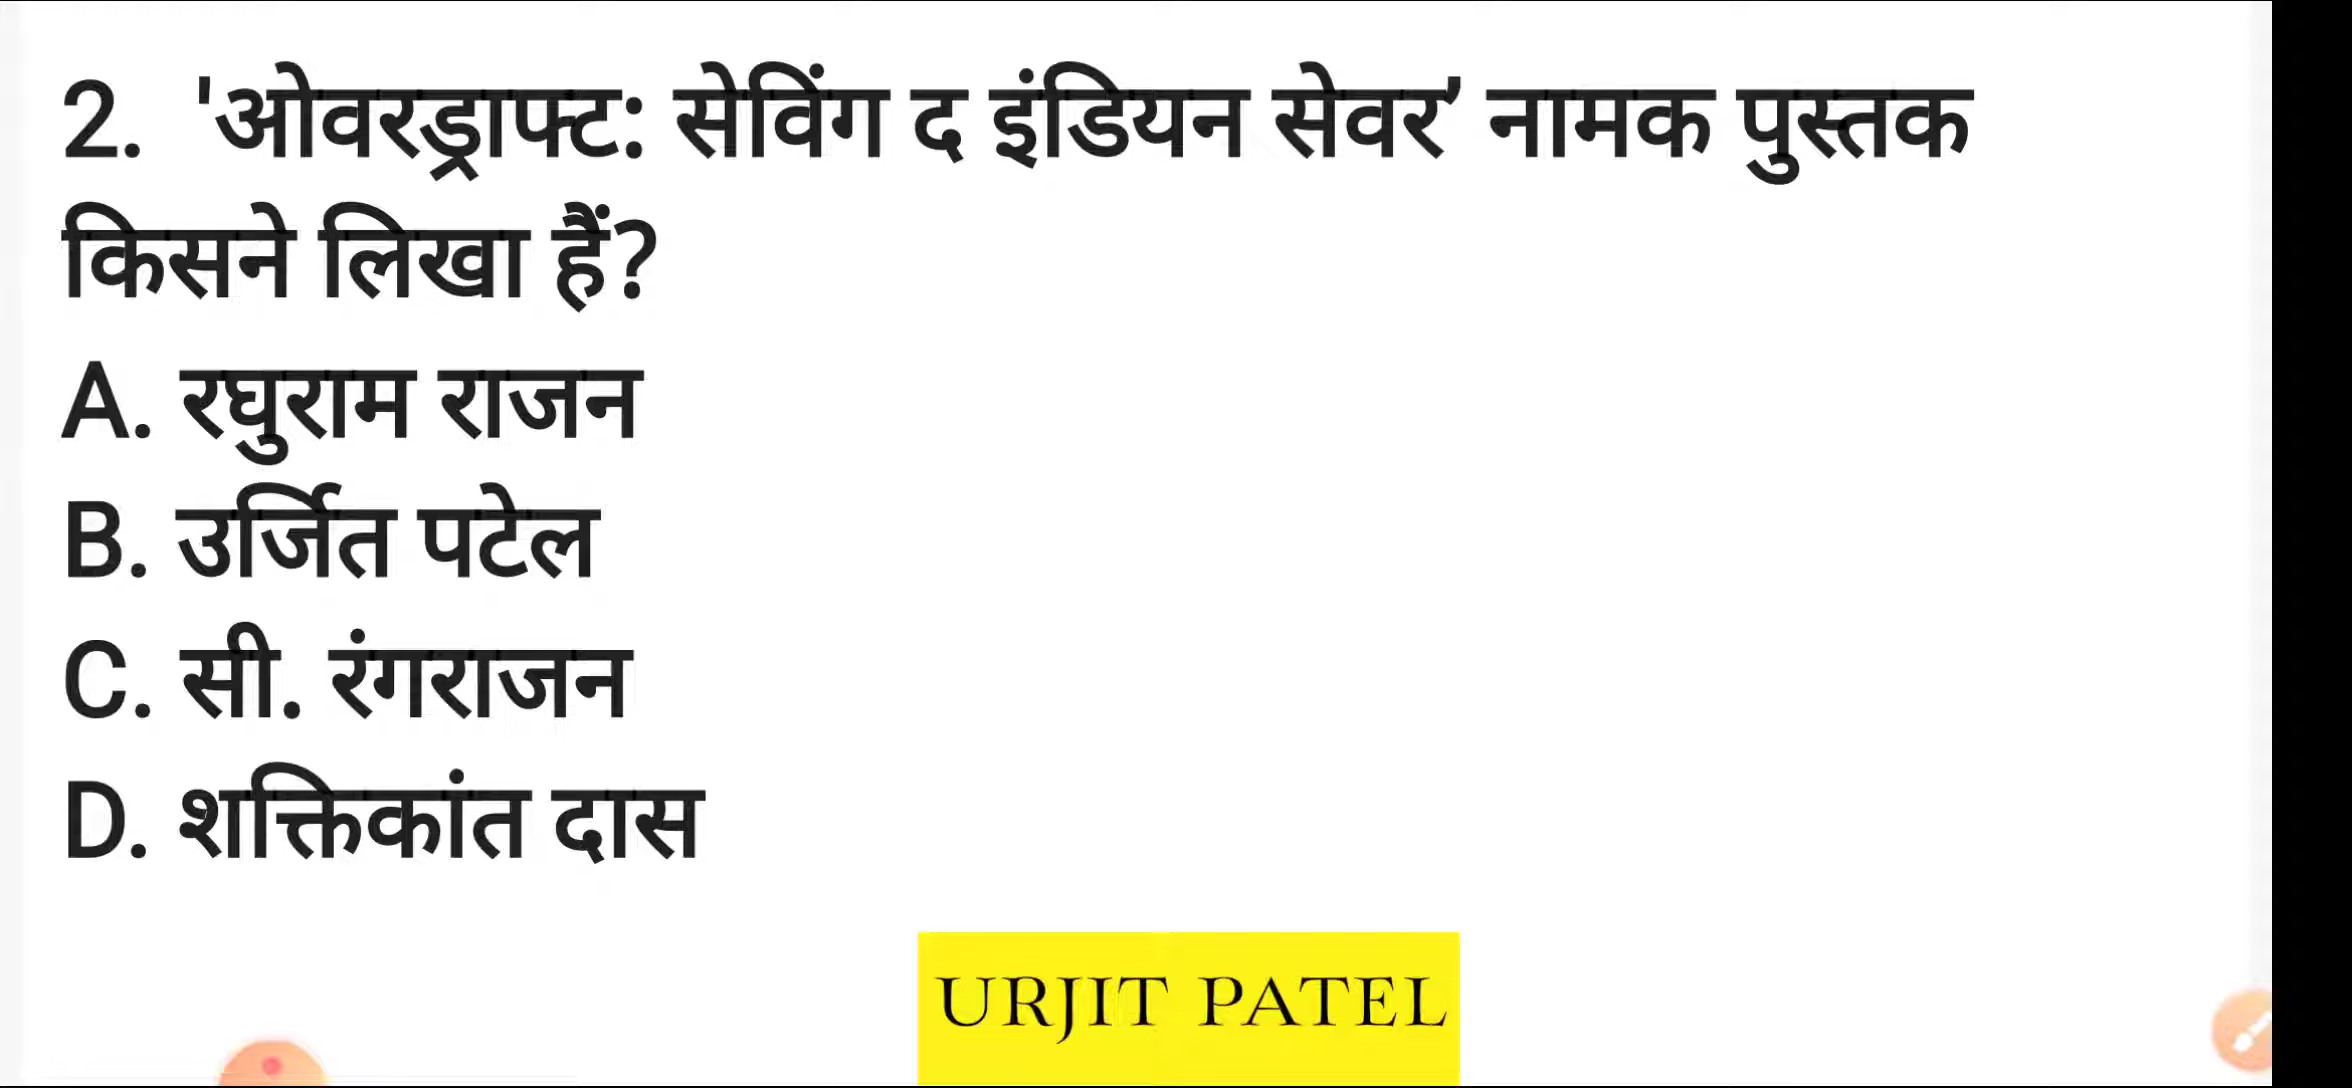 2. 'ओवरड्राफ्ट: सेविंग द इंडियन सेवर' नामक पुस्तक
किसने लिखा हैं?
A. रघुराम राजन
B. उर्जित पटेल
C. सी. रंगराजन
D. शक्तिकांत दास
URJIT PATEL